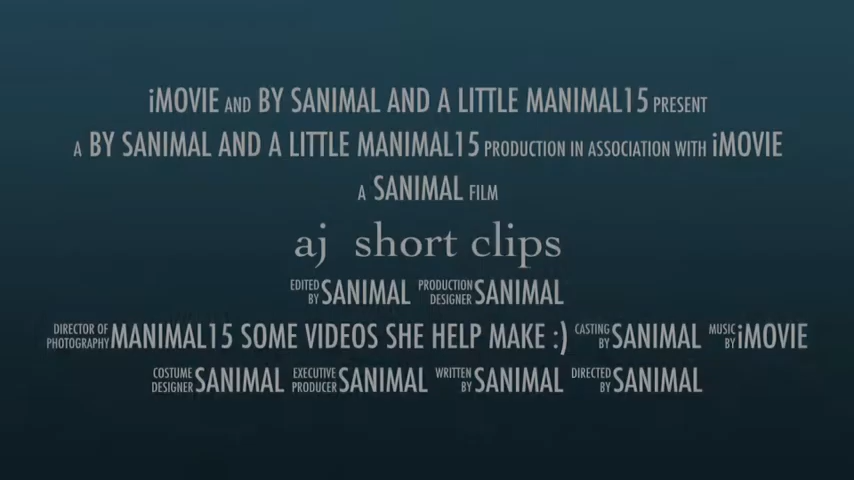 iMOVIE AND BY SANIMAL AND A LITTLE MANIMAL15 PRESENT
A BY SANIMAL AND A LITTLE MANIMAL15 PRODUCTION IN ASSOCIATION WITH iMOVIE
A SANIMAL FILM
aj short clips
EDITED BY SANIMAL PRODUCTION DESIGNER SANIMAL
DIRECTOR OF PHOTOGRAPHY MANIMAL15 SOME VIDEOS SHE HELP MAKE :) CASTING BY SANIMAL MUSIC BY iMOVIE
COSTUME DESIGNER SANIMAL EXECUTIVE PRODUCER SANIMAL WRITTEN BY SANIMAL DIRECTED BY SANIMAL